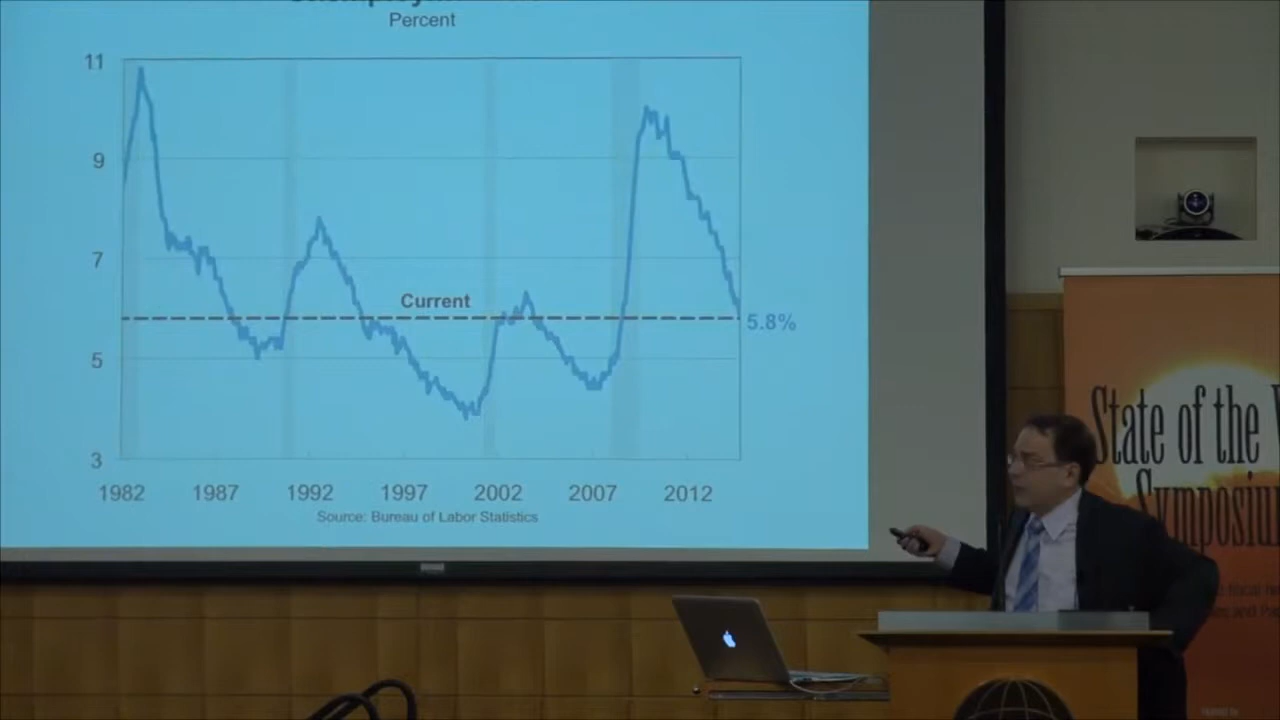 Percent
11
9
7
5
3
Current
5.8%
1982 1987 1992 1997 2002 2007 2012
Source: Bureau of Labor Statistics
State of the
Symposiu